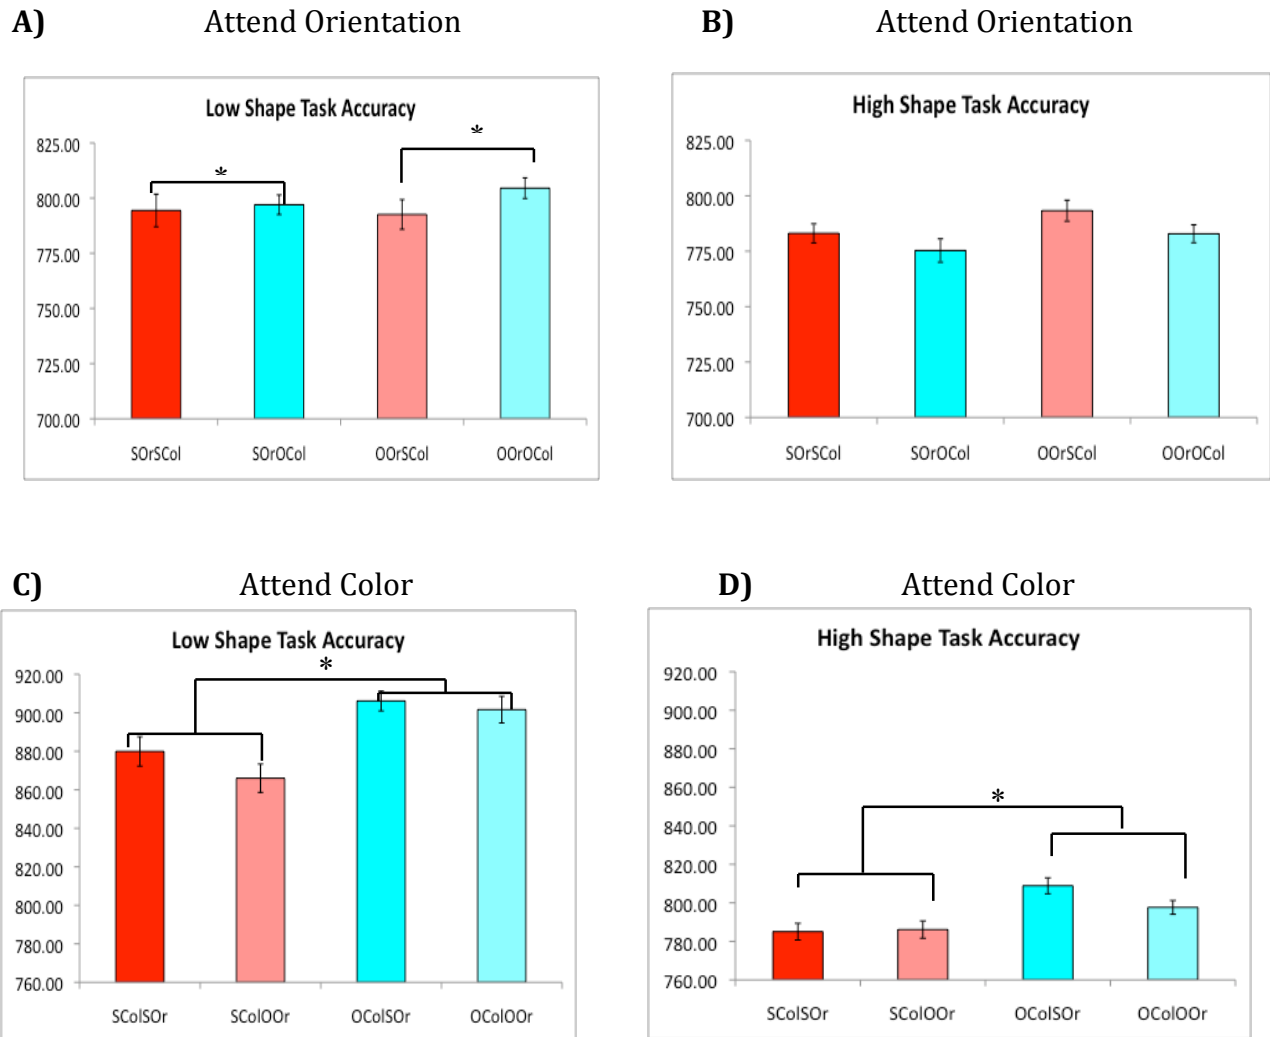 A) Attend Orientation
Low Shape Task Accuracy
*
*
825.00
800.00
775.00
750.00
725.00
700.00
SOrSCol SOrOCol OOrSCol OOrOCol
B) Attend Orientation
High Shape Task Accuracy
825.00
800.00
775.00
750.00
725.00
700.00
SOrSCol SOrOCol OOrSCol OOrOCol
C) Attend Color
Low Shape Task Accuracy
*
920.00
900.00
880.00
860.00
840.00
820.00
800.00
780.00
760.00
SColSOr SColOOr OColSOr OColOOr
D) Attend Color
High Shape Task Accuracy
*
920.00
900.00
880.00
860.00
840.00
820.00
800.00
780.00
760.00
SColSOr SColOOr OColSOr OColOOr